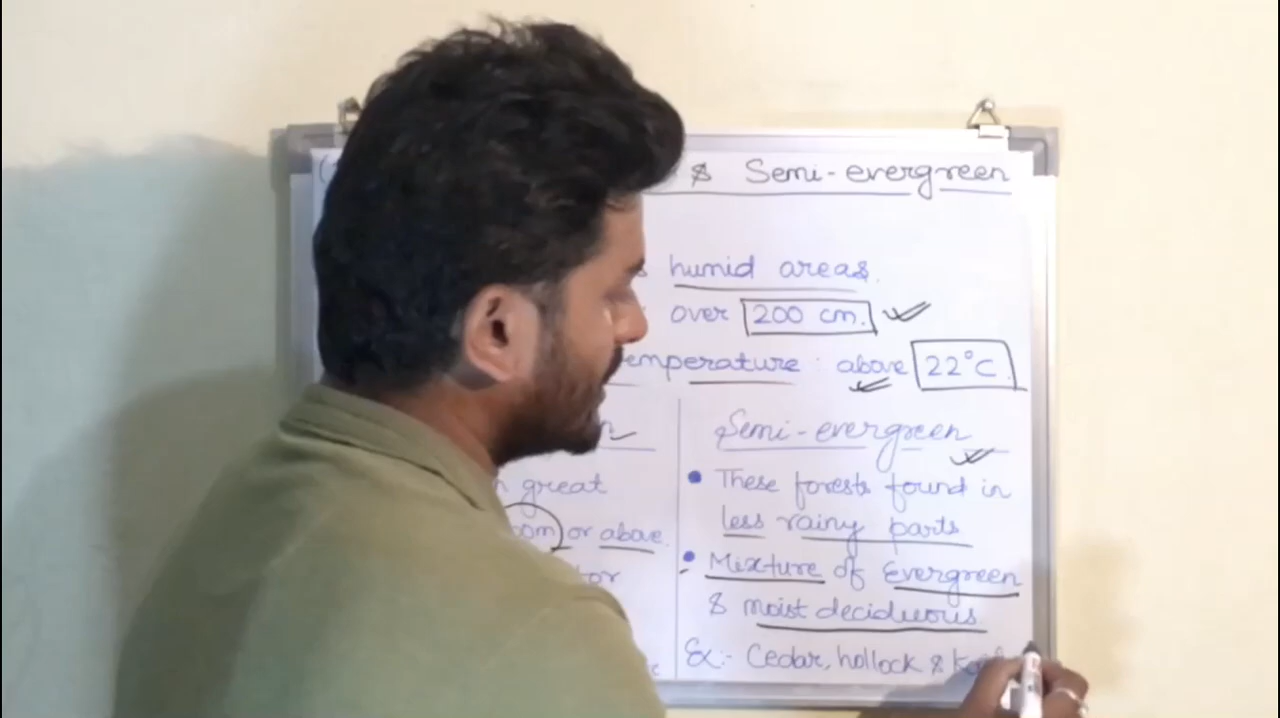 & Semi-evergreen
humid areas.
over 200 cm.
temperature : above 22°C
Semi-evergreen
great
or above.
• These forests found in
less rainy parts
• Mixture of Evergreen
& moist deciduous
Ex:- Cedar, hollock &